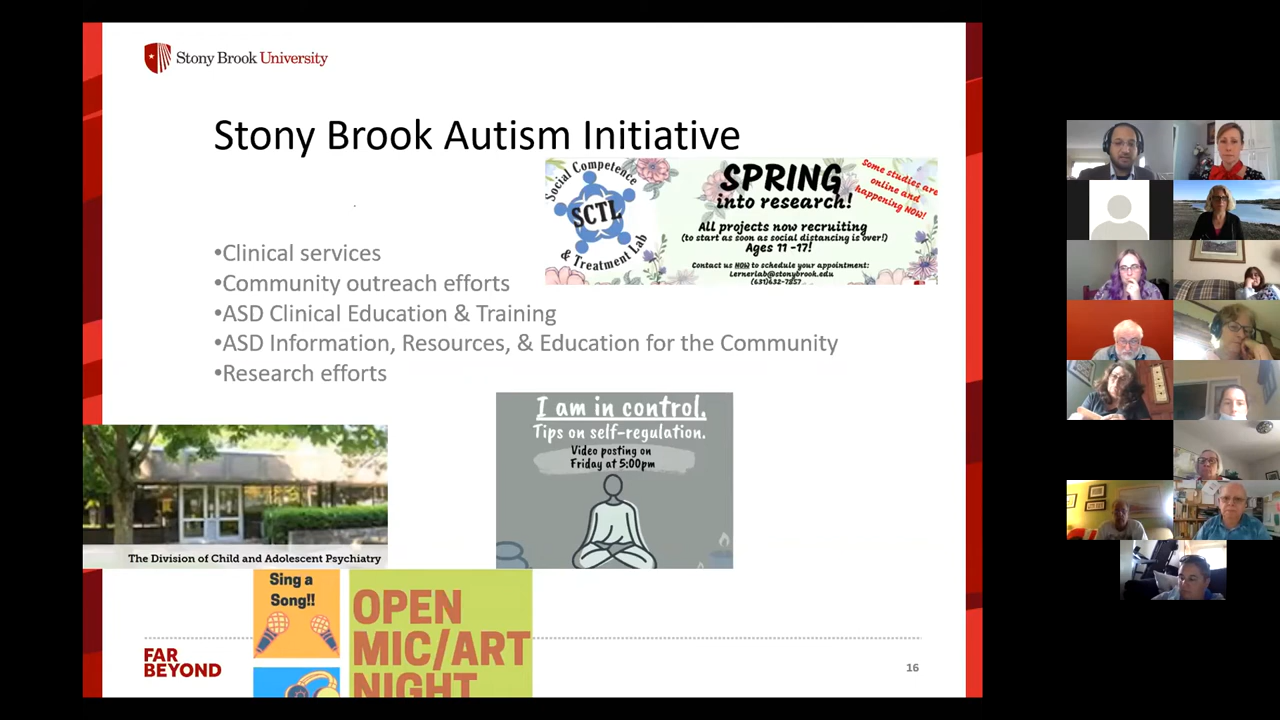 Stony Brook University
Stony Brook Autism Initiative
Social Competence
SCTL
& Treatment Lab
SPRING
into research!
Some studies are
online and
happening NOW!
All projects now recruiting
(to start as soon as social distancing is over!)
Ages 11 -17!
Contact us NOW to schedule your appointment:
Lernerlab@stonybrook.edu
(631)632-7857
•Clinical services
•Community outreach efforts
•ASD Clinical Education & Training
•ASD Information, Resources, & Education for the Community
•Research efforts
I am in control.
Tips on self-regulation.
Video posting on
Friday at 5:00pm
The Division of Child and Adolescent Psychiatry
Sing a
Song!!
OPEN
MIC/ART
NIGHT
FAR
BEYOND
16